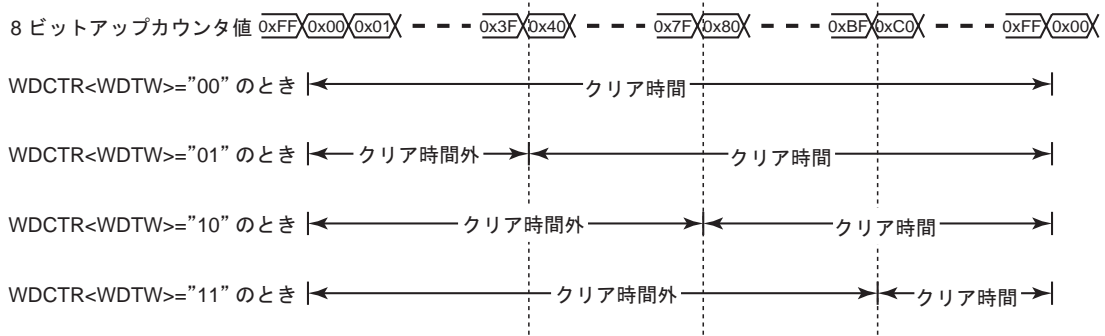 8 ビットアップカウンタ値 0xFF 0x00 0x01 0x3F 0x40 0x7F 0x80 0xBF 0xC0 0xFF 0x00
WDCTR<WDTW>="00" のとき クリア時間
WDCTR<WDTW>="01" のとき クリア時間外 クリア時間
WDCTR<WDTW>="10" のとき クリア時間外 クリア時間
WDCTR<WDTW>="11" のとき クリア時間外 クリア時間